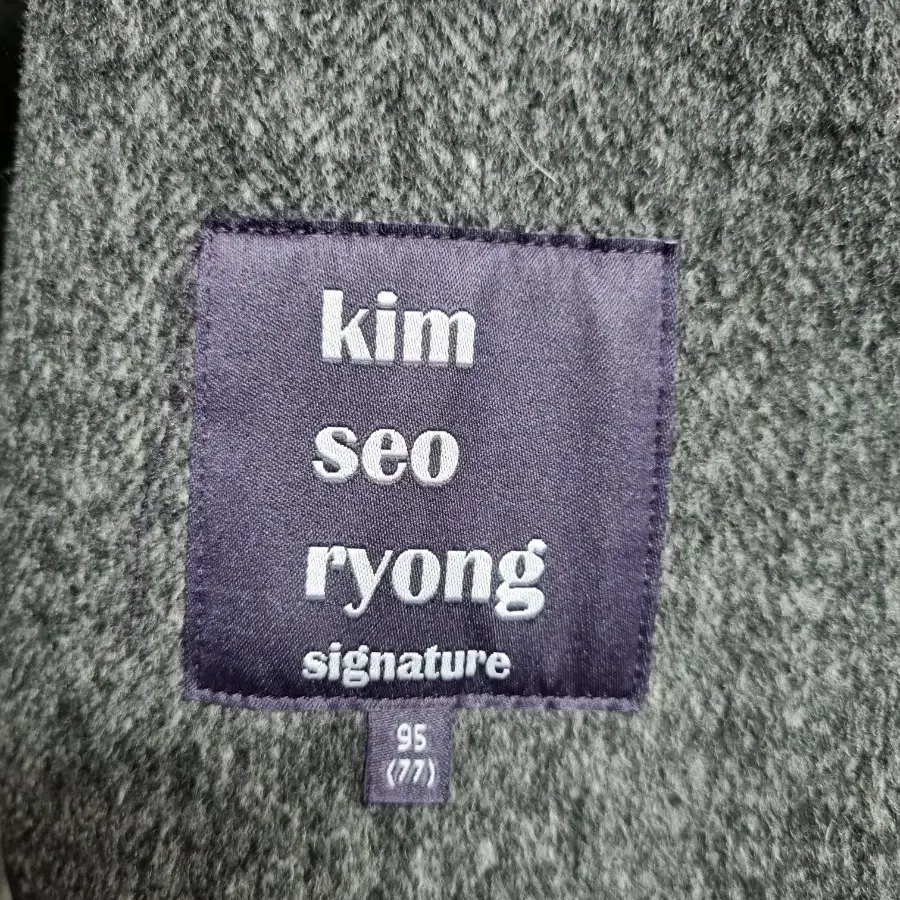 kim
seo
ryong
signature
95
(77)